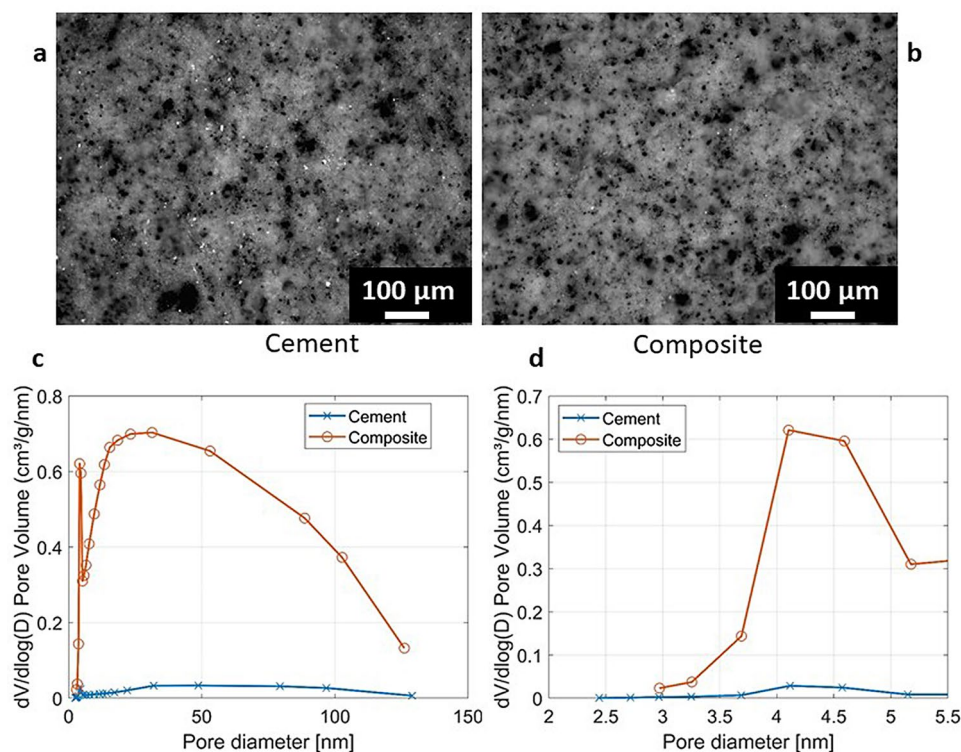 a
b
100 µm
100 µm
Cement
Composite
c
d
dV/dlog(D) Pore Volume (cm³/g/nm)
0.8
0.6
0.4
0.2
0
0
50
100
150
Pore diameter [nm]
Cement
Composite
dV/dlog(D) Pore Volume (cm³/g/nm)
0.7
0.6
0.5
0.4
0.3
0.2
0.1
0
2
2.5
3
3.5
4
4.5
5
5.5
Pore diameter [nm]
Cement
Composite